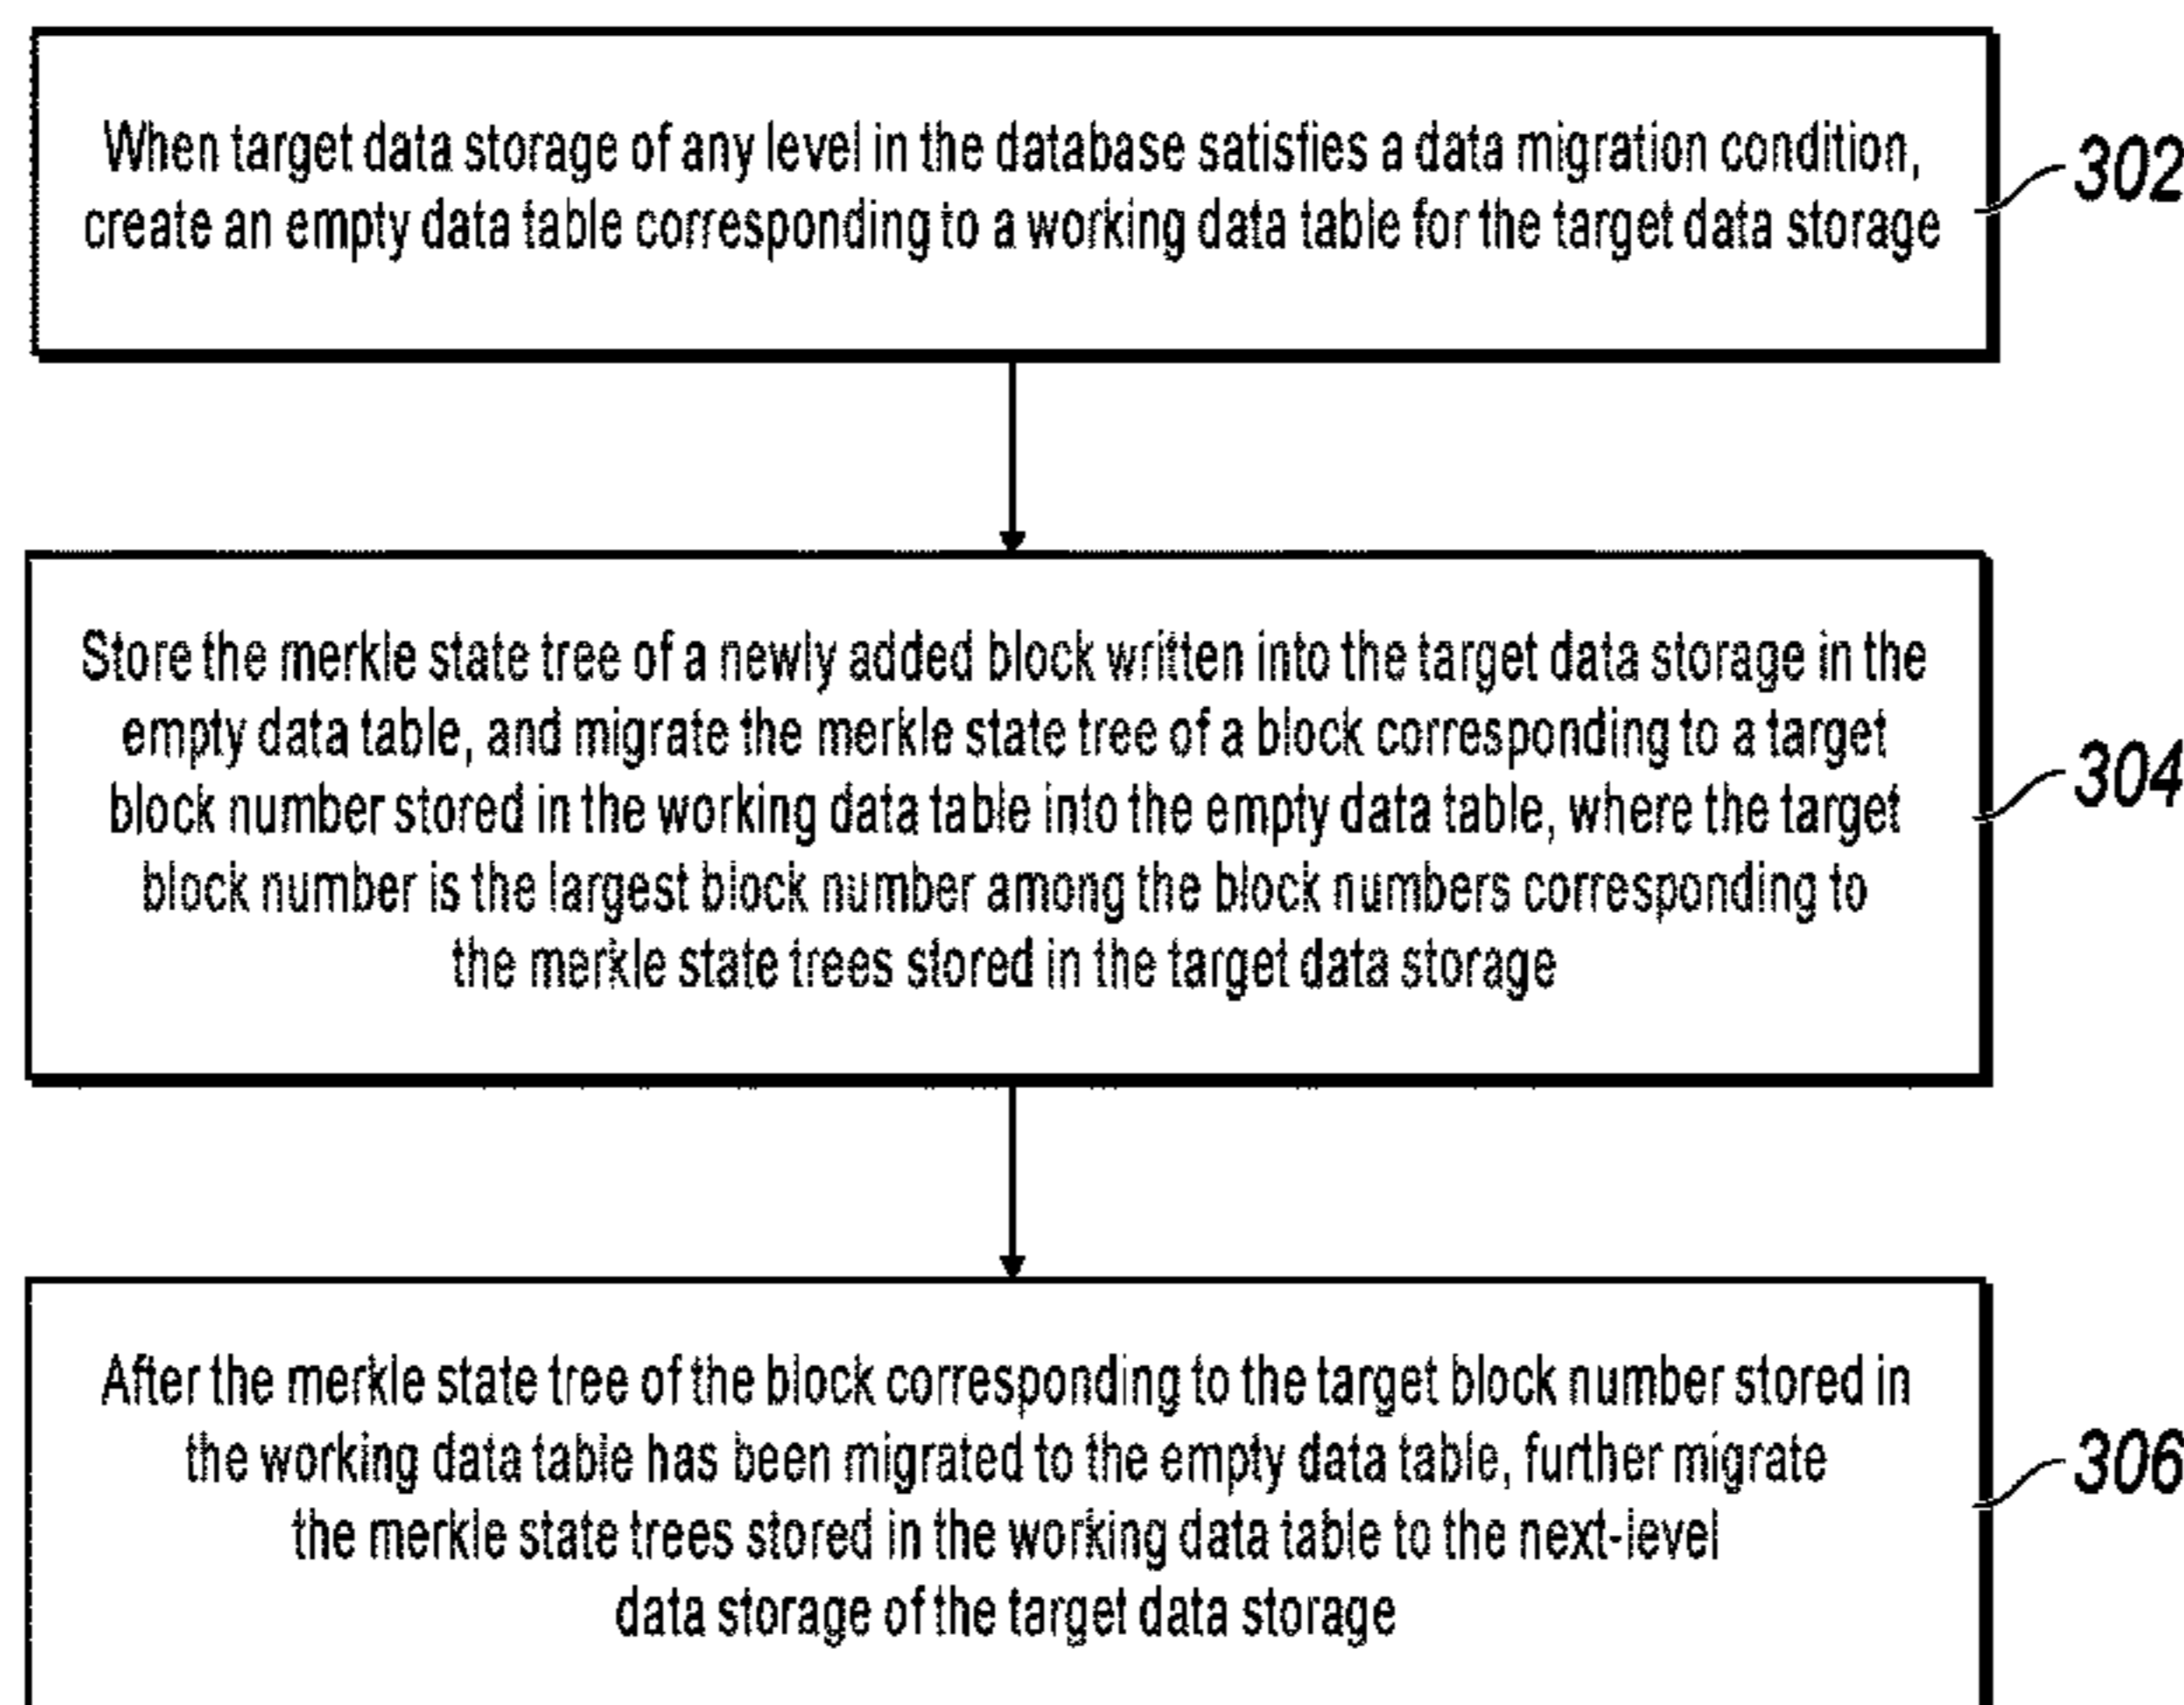 When target data storage of any level in the database satisfies a data migration condition,
create an empty data table corresponding to a working data table for the target data storage
302
Store the merkle state tree of a newly added block written into the target data storage in the
empty data table, and migrate the merkle state tree of a block corresponding to a target
block number stored in the working data table into the empty data table, where the target
block number is the largest block number among the block numbers corresponding to
the merkle state trees stored in the target data storage
304
After the merkle state tree of the block corresponding to the target block number stored in
the working data table has been migrated to the empty data table, further migrate
the merkle state trees stored in the working data table to the next-level
data storage of the target data storage
306